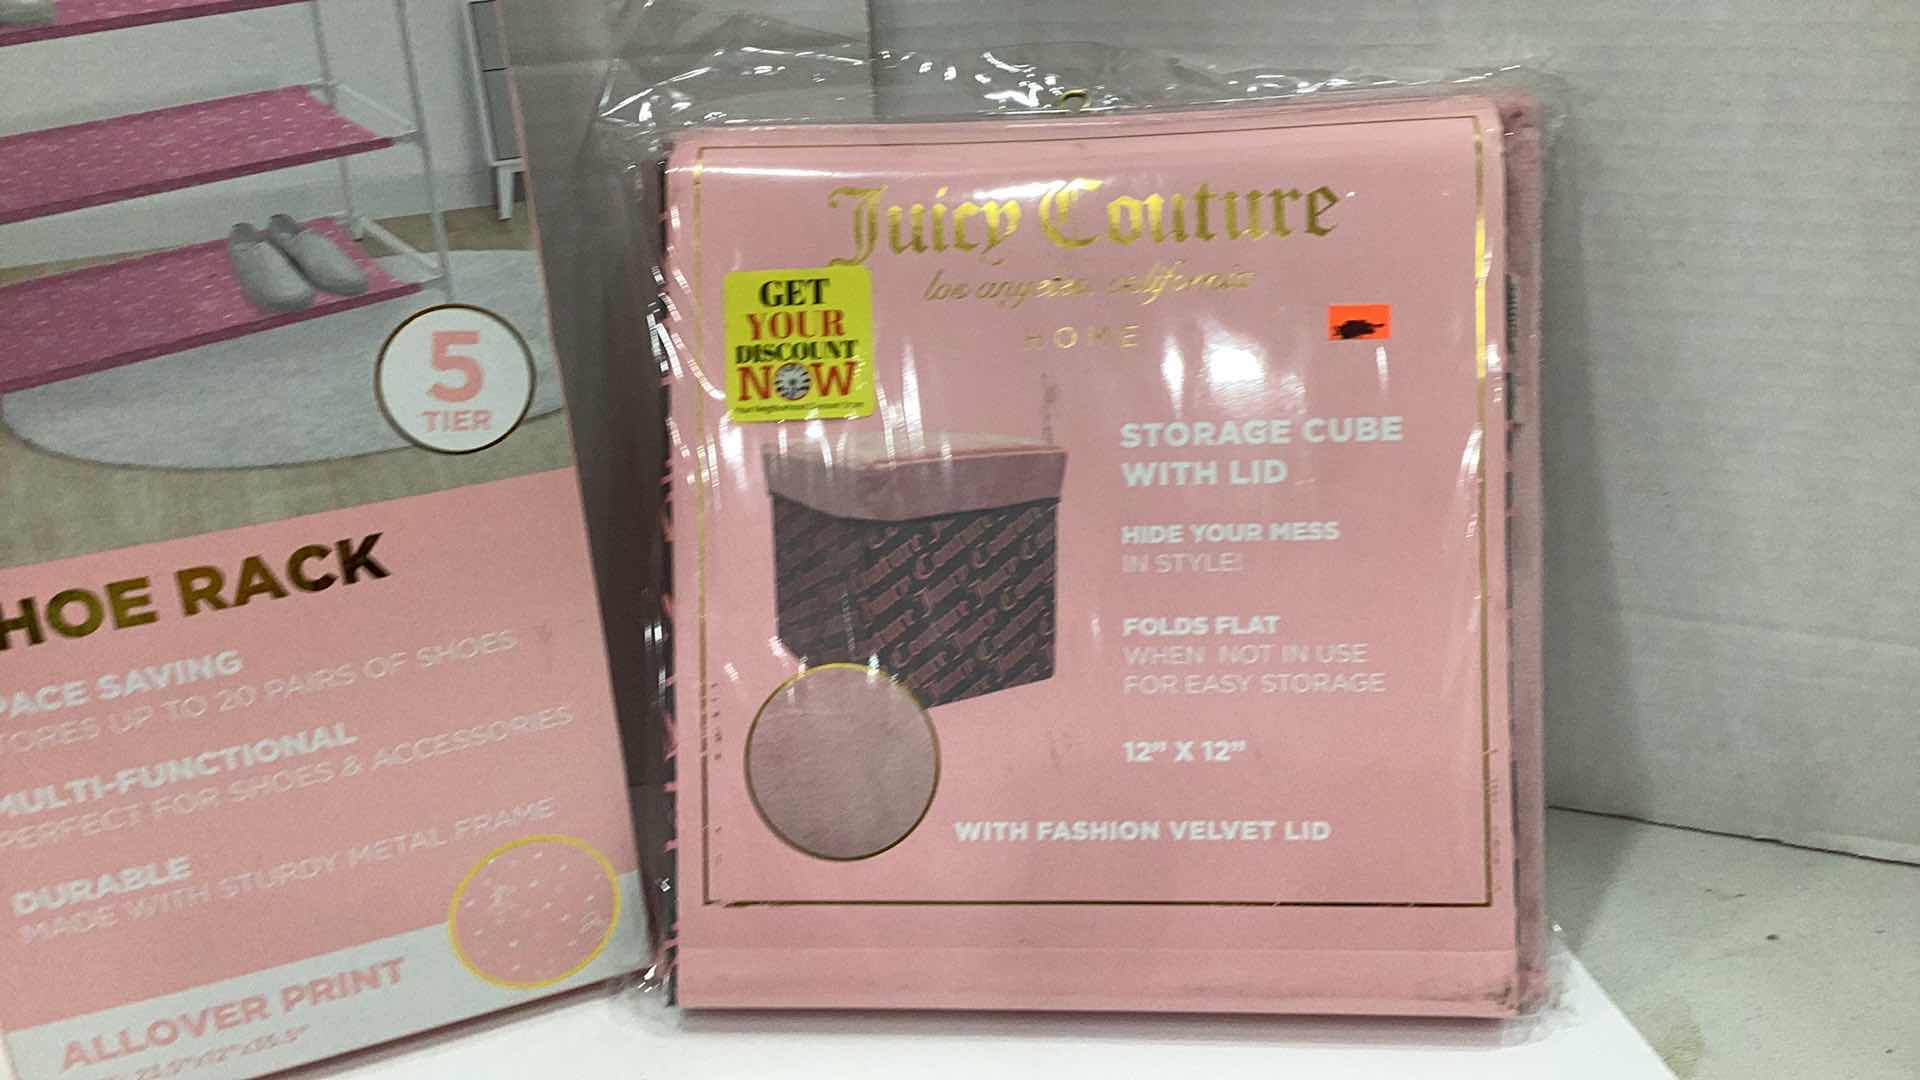 5
TIER
HOE RACK
PACE SAVING
TORES UP TO 20 PAIRS OF SHOES
MULTI-FUNCTIONAL
PERFECT FOR SHOES & ACCESSORIES
DURABLE
MADE WITH STURDY METAL FRAME
ALLOVER PRINT
Juicy Couture
los angeles, california
HOME
GET
YOUR
DISCOUNT
NOW
STORAGE CUBE
WITH LID
HIDE YOUR MESS
IN STYLE!
FOLDS FLAT
WHEN NOT IN USE
FOR EASY STORAGE
12" X 12"
WITH FASHION VELVET LID